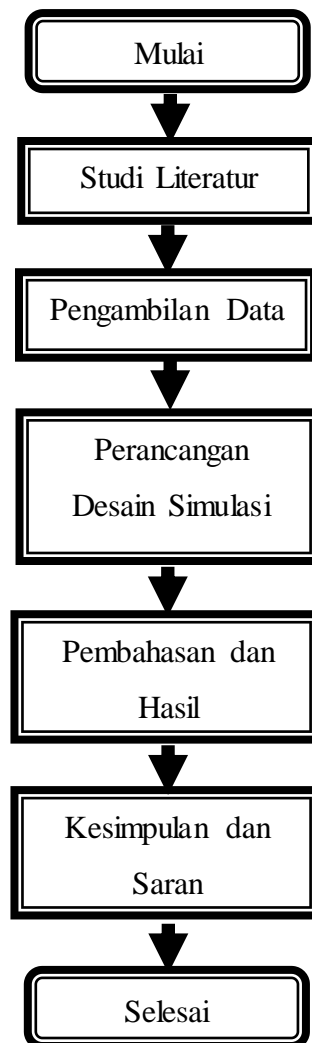 Mulai
Studi Literatur
Pengambilan Data
Perancangan
Desain Simulasi
Pembahasan dan
Hasil
Kesimpulan dan
Saran
Selesai